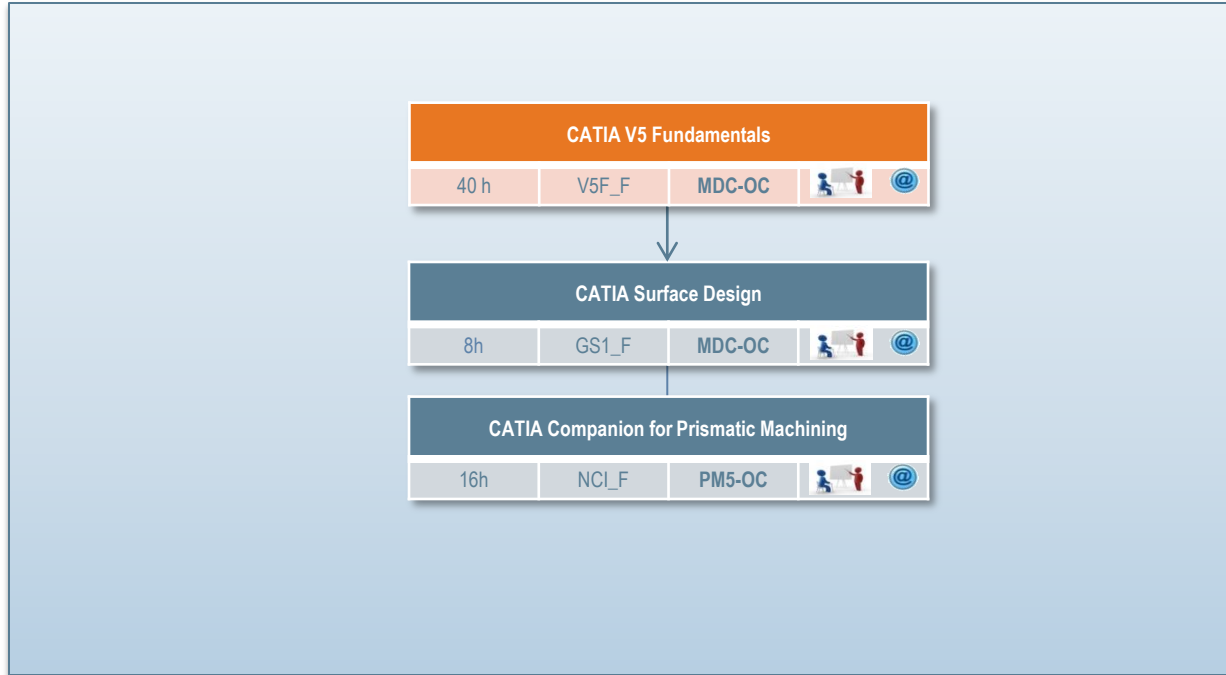 CATIA V5 Fundamentals
40 h V5F_F MDC-OC @
CATIA Surface Design
8h GS1_F MDC-OC @
CATIA Companion for Prismatic Machining
16h NCI_F PM5-OC @